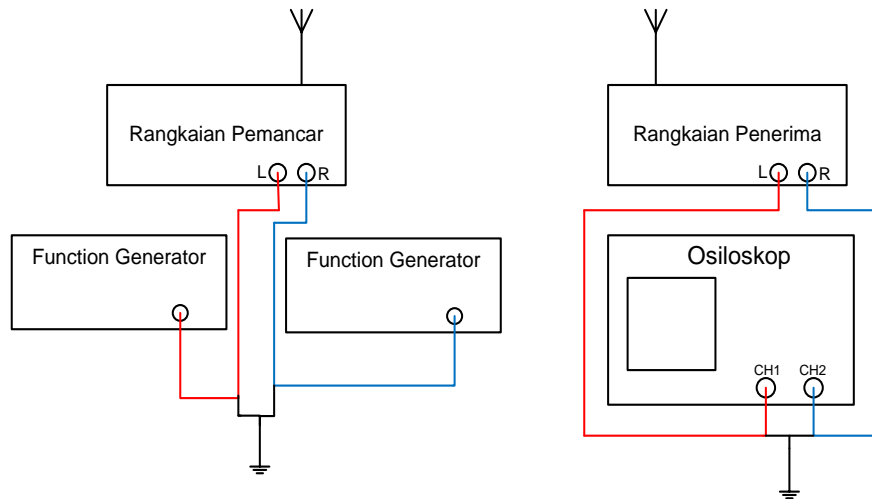 Rangkaian Pemancar
L R
Function Generator
Function Generator
Rangkaian Penerima
L R
Osiloskop
CH1 CH2